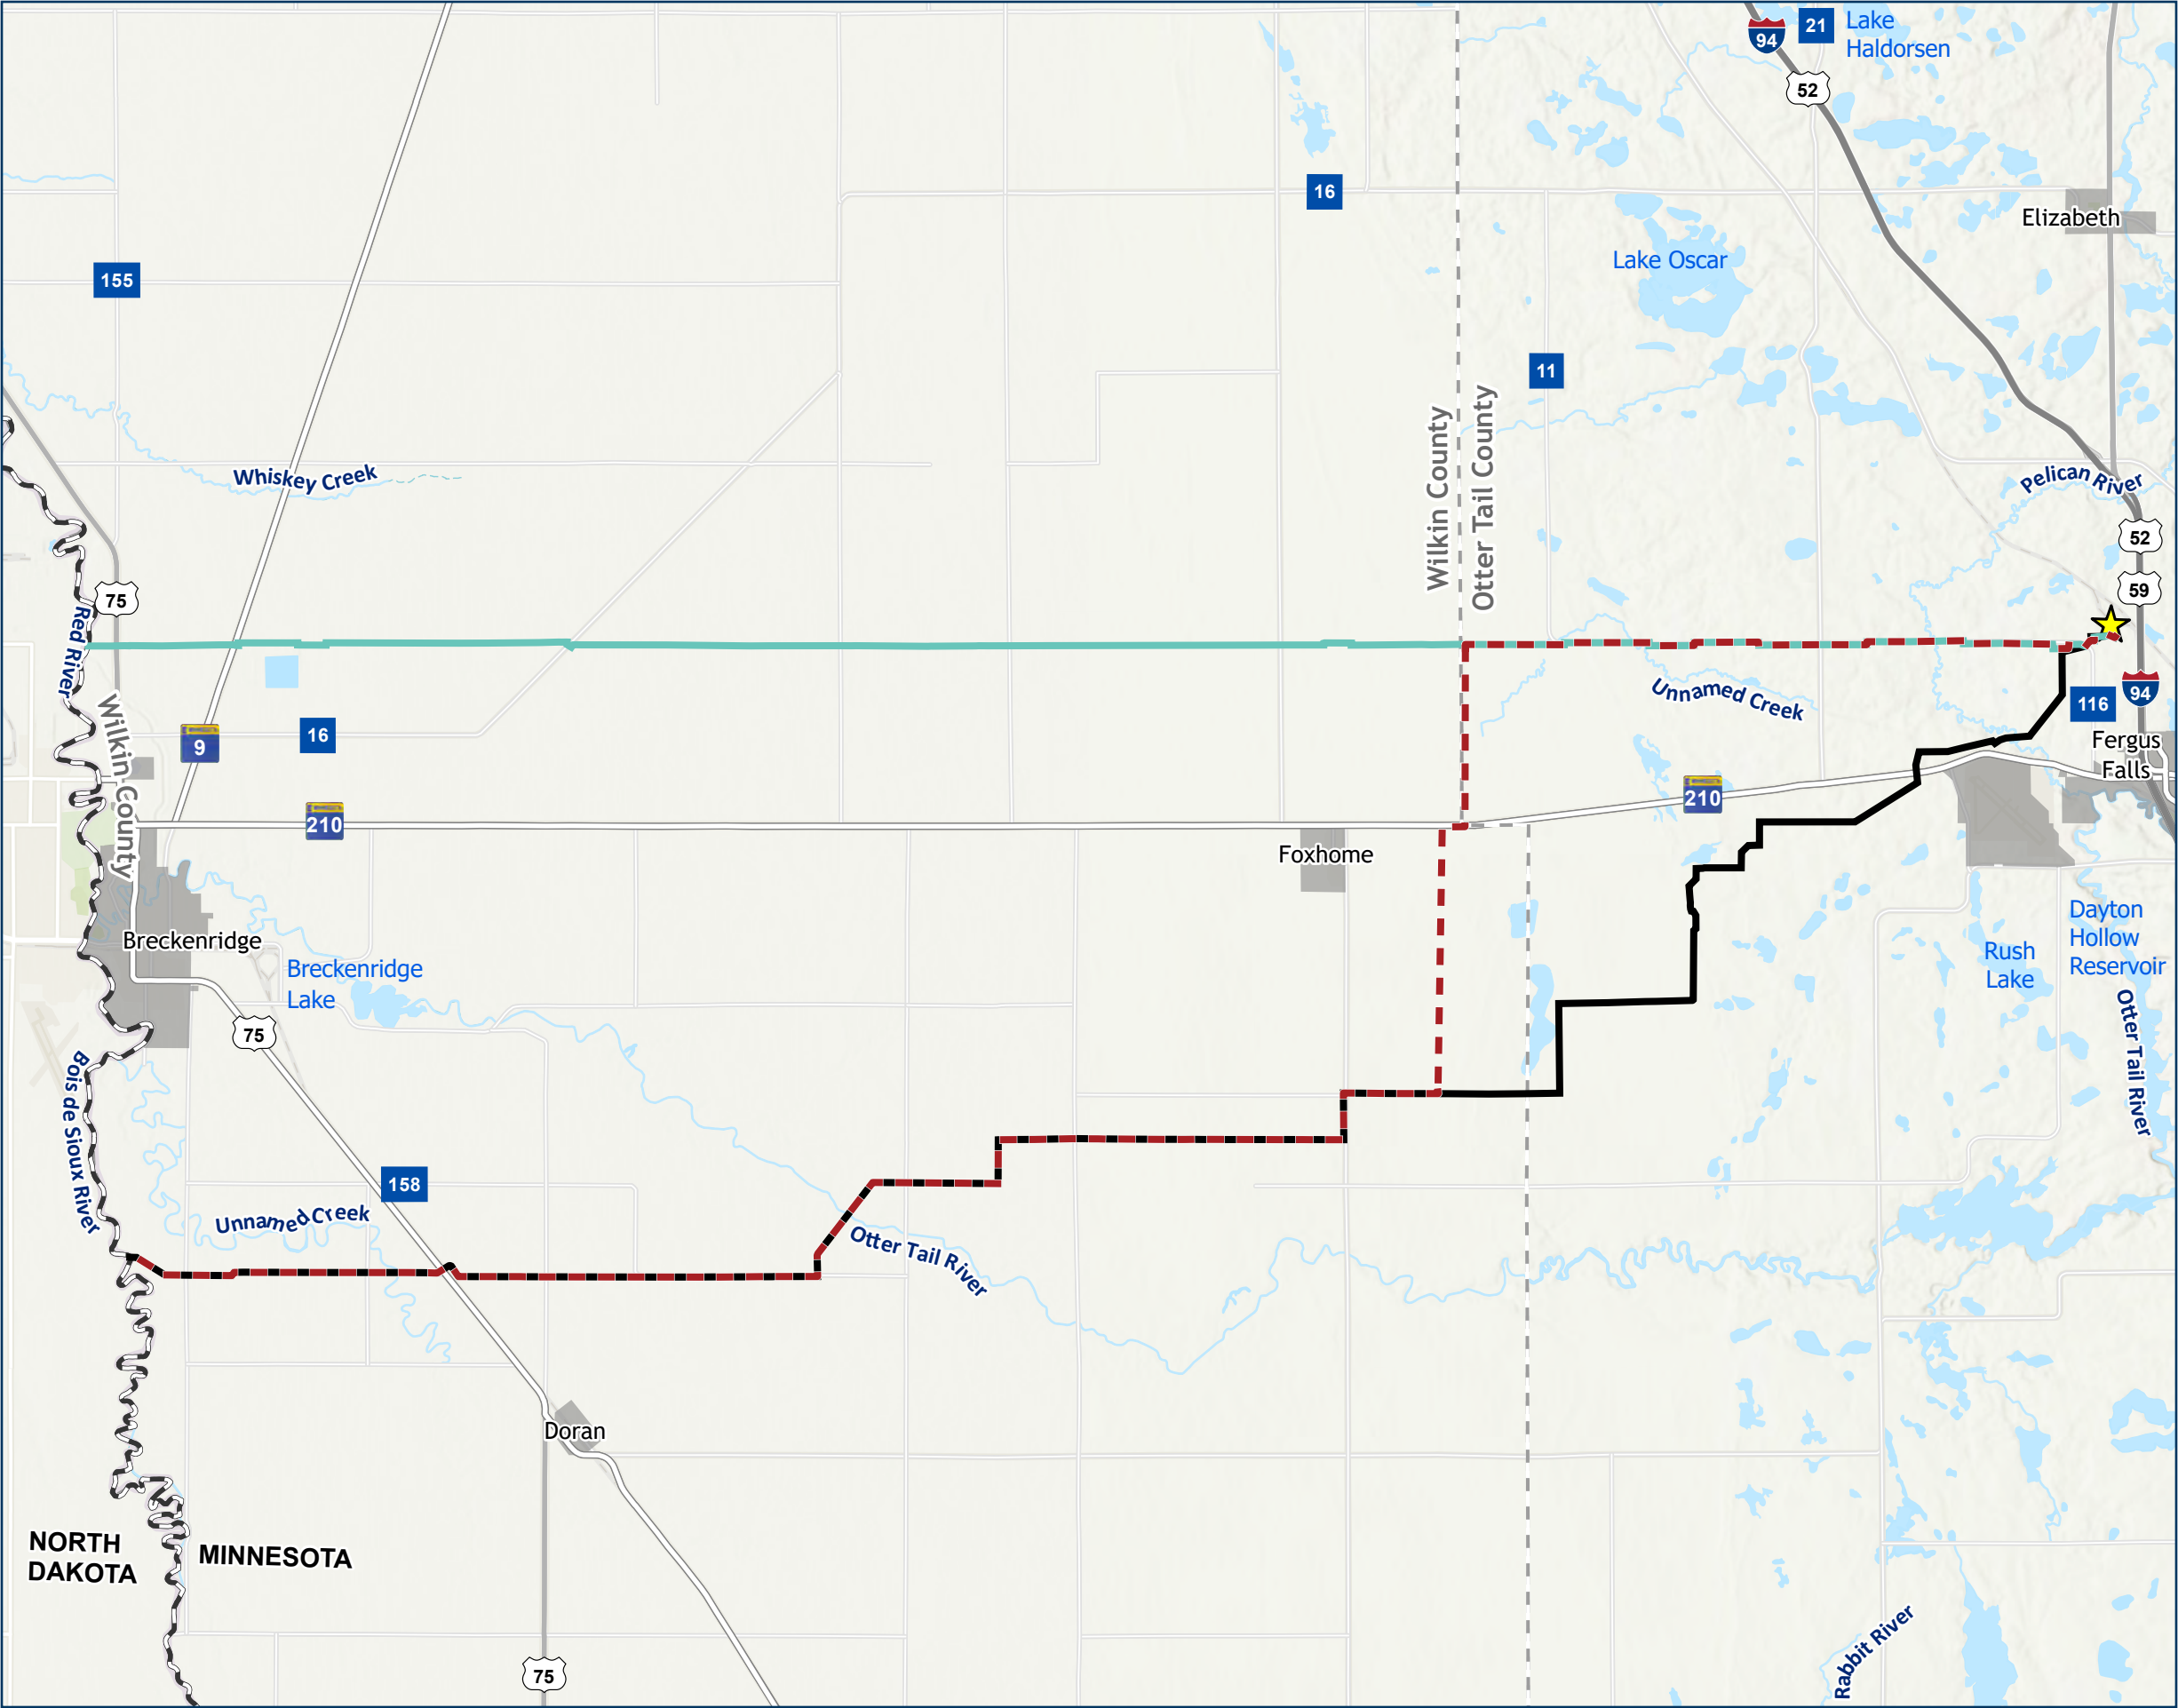 94
21
Lake
Haldorsen
52
16
Elizabeth
Lake Oscar
155
11
Wilkin County
Otter Tail County
Whiskey Creek
Pelican River
52
59
75
Red River
Unnamed Creek
94
116
Wilkin County
9
16
Fergus
Falls
210
210
Foxhome
Breckenridge
Dayton
Hollow
Reservoir
Rush
Lake
Breckenridge
Lake
75
Otter Tail River
Bois de Sioux River
158
Unnamed Creek
Otter Tail River
Doran
NORTH
DAKOTA
MINNESOTA
75
Rabbit River